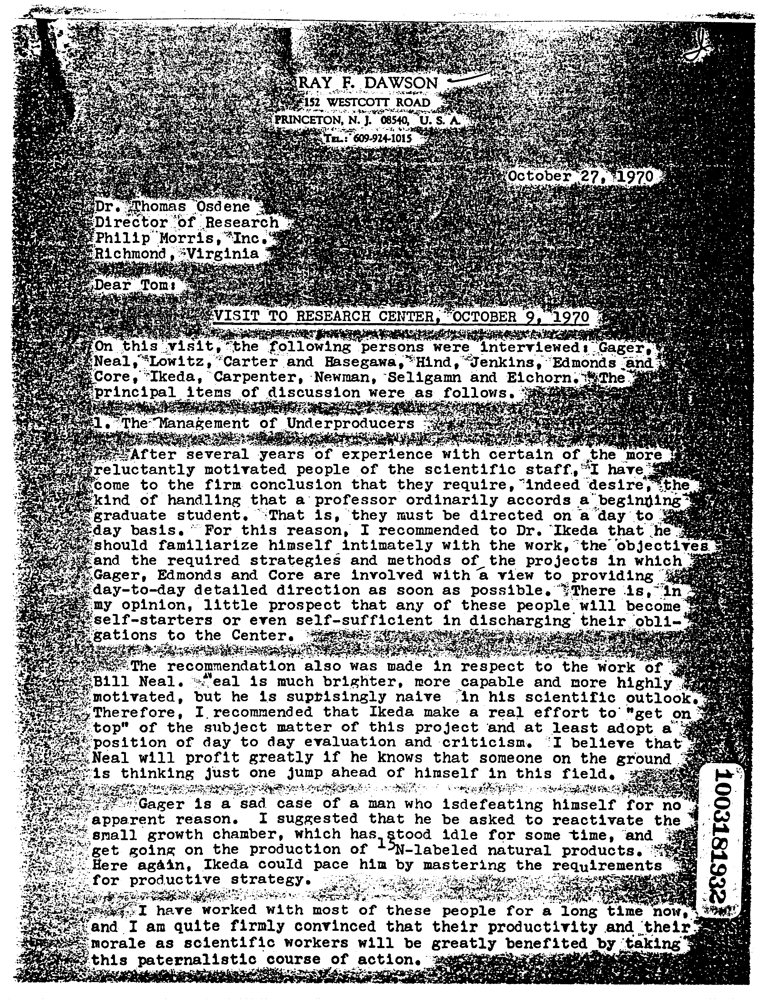 RAY F. DAWSON
152 WESTCOTT ROAD
PRINCETON, N. J. 08540, U. S. A.
TEL.: 609-924-1015
October 27, 1970
Dr. Thomas Osdene
Director of Research
Philip Morris, Inc.
Richmond, Virginia
Dear Tom:
VISIT TO RESEARCH CENTER, OCTOBER 9, 1970
On this visit, the following persons were interviewed: Gager,
Neal, Lowitz, Carter and Hasegawa, Hind, Jenkins, Edmonds and
Core, Ikeda, Carpenter, Newman, Seligamn and Eichorn. The
principal items of discussion were as follows.
1. The Management of Underproducers
After several years of experience with certain of the more
reluctantly motivated people of the scientific staff, I have
come to the firm conclusion that they require, indeed desire, the
kind of handling that a professor ordinarily accords a beginning
graduate student. That is, they must be directed on a day to
day basis. For this reason, I recommended to Dr. Ikeda that he
should familiarize himself intimately with the work, the objectives
and the required strategies and methods of the projects in which
Gager, Edmonds and Core are involved with a view to providing
day-to-day detailed direction as soon as possible. There is, in
my opinion, little prospect that any of these people will become
self-starters or even self-sufficient in discharging their obli-
gations to the Center.
The recommendation also was made in respect to the work of
Bill Neal. Neal is much brighter, more capable and more highly
motivated, but he is suprisingly naive in his scientific outlook.
Therefore, I recommended that Ikeda make a real effort to "get on
top" of the subject matter of this project and at least adopt a
position of day to day evaluation and criticism. I believe that
Neal will profit greatly if he knows that someone on the ground
is thinking just one jump ahead of himself in this field.
Gager is a sad case of a man who isdefeating himself for no
apparent reason. I suggested that he be asked to reactivate the
small growth chamber, which has stood idle for some time, and
get going on the production of 15N-labeled natural products.
Here again, Ikeda could pace him by mastering the requirements
for productive strategy.
I have worked with most of these people for a long time now,
and I am quite firmly convinced that their productivity and their
morale as scientific workers will be greatly benefited by taking
this paternalistic course of action.
1003181932